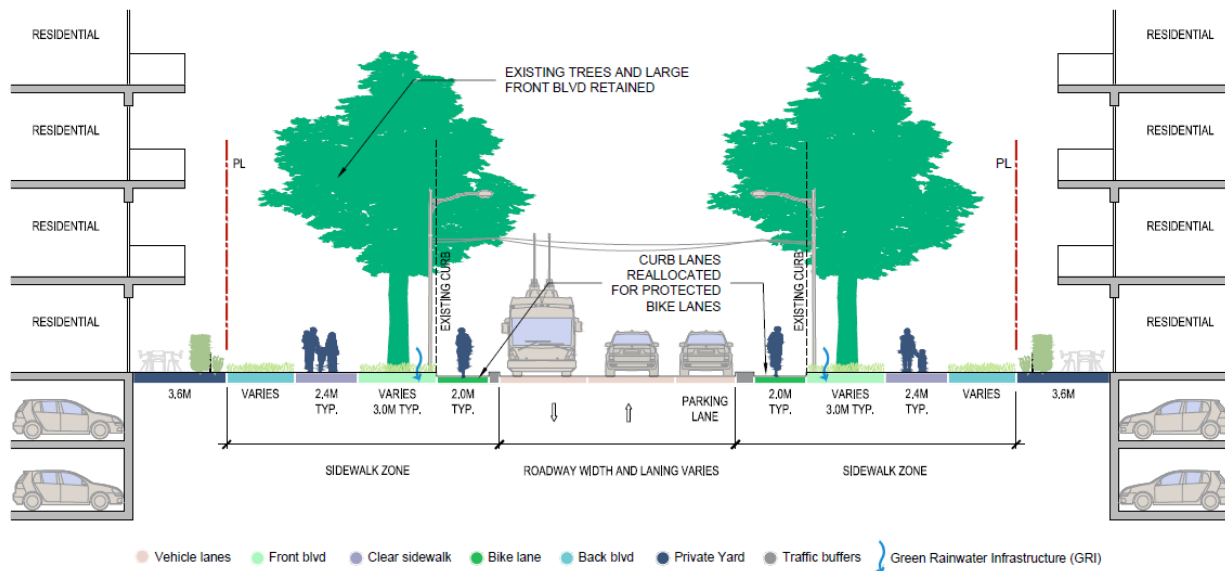 RESIDENTIAL
RESIDENTIAL
RESIDENTIAL
RESIDENTIAL
EXISTING TREES AND LARGE
FRONT BLVD RETAINED
RESIDENTIAL
RESIDENTIAL
RESIDENTIAL
RESIDENTIAL
PL
PL
EXISTING CURB
CURB LANES
REALLOCATED
FOR PROTECTED
BIKE LANES
EXISTING CURB
3,6M
VARIES
2,4M
TYP.
VARIES
3.0M TYP.
2.0M
TYP.
PARKING
LANE
2.0M
TYP.
VARIES
3.0M TYP.
2,4M
TYP.
VARIES
3,6M
SIDEWALK ZONE
ROADWAY WIDTH AND LANING VARIES
SIDEWALK ZONE
Vehicle lanes
Front blvd
Clear sidewalk
Bike lane
Back blvd
Private Yard
Traffic buffers
Green Rainwater Infrastructure (GRI)